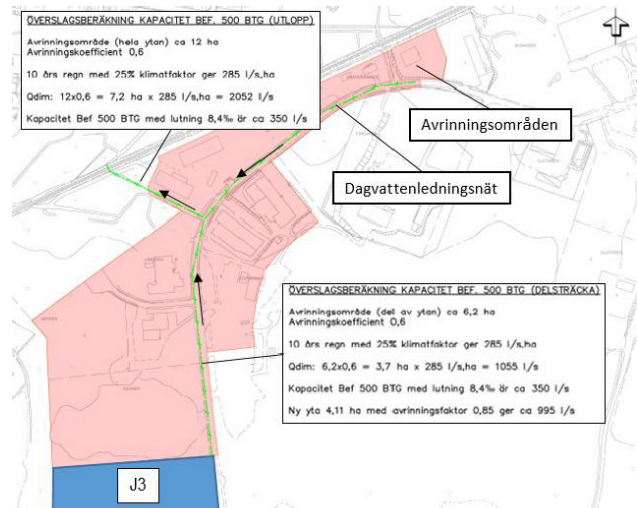 ÖVERSLAGSBERÄKNING KAPACITET BEF. 500 BTG (UTLOPP)
Avrinningsområde (hela ytan) ca 12 ha
Avrinningskoefficient 0,6
10 års regn med 25% klimatfaktor ger 285 l/s,ha
Qdim: 12x0,6 = 7,2 ha x 285 l/s,ha = 2052 l/s
Kapacitet Bef 500 BTG med lutning 8,4‰ är ca 350 l/s
Avrinningsområden
Dagvattenledningsnät
ÖVERSLAGSBERÄKNING KAPACITET BEF. 500 BTG (DELSTRÄCKA)
Avrinningsområde (del av ytan) ca 6,2 ha
Avrinningskoefficient 0,6
10 års regn med 25% klimatfaktor ger 285 l/s,ha
Qdim: 6,2x0,6 = 3,7 ha x 285 l/s,ha = 1055 l/s
Kapacitet Bef 500 BTG med lutning 8,4‰ är ca 350 l/s
Ny yta 4,11 ha med avrinningsfaktor 0,85 ger ca 995 l/s
J3